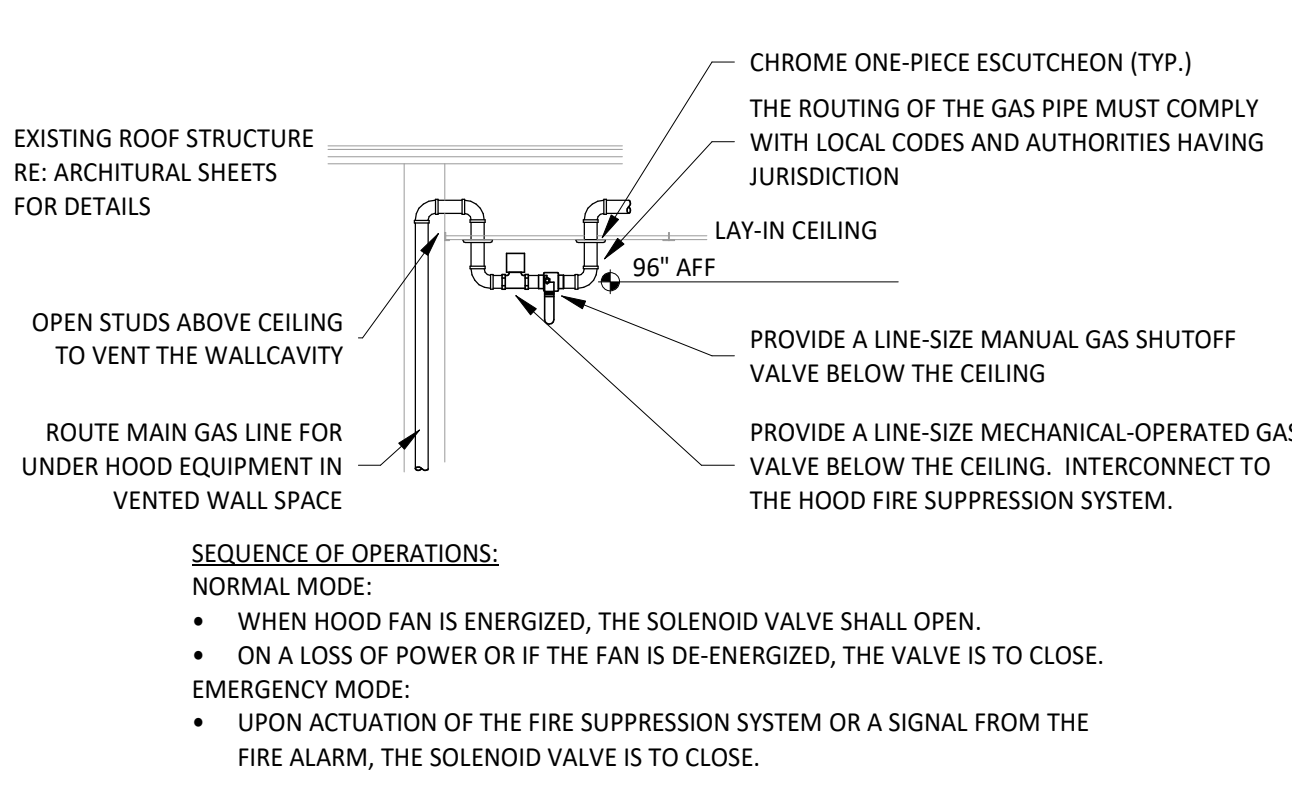 CHROME ONE-PIECE ESCUTCHEON (TYP.)
THE ROUTING OF THE GAS PIPE MUST COMPLY
WITH LOCAL CODES AND AUTHORITIES HAVING
JURISDICTION
EXISTING ROOF STRUCTURE
RE: ARCHITURAL SHEETS
FOR DETAILS
LAY-IN CEILING
96" AFF
OPEN STUDS ABOVE CEILING
TO VENT THE WALLCAVITY
PROVIDE A LINE-SIZE MANUAL GAS SHUTOFF
VALVE BELOW THE CEILING
ROUTE MAIN GAS LINE FOR
UNDER HOOD EQUIPMENT IN
VENTED WALL SPACE
PROVIDE A LINE-SIZE MECHANICAL-OPERATED GAS
VALVE BELOW THE CEILING. INTERCONNECT TO
THE HOOD FIRE SUPPRESSION SYSTEM.
SEQUENCE OF OPERATIONS:
NORMAL MODE:
• WHEN HOOD FAN IS ENERGIZED, THE SOLENOID VALVE SHALL OPEN.
• ON A LOSS OF POWER OR IF THE FAN IS DE-ENERGIZED, THE VALVE IS TO CLOSE.
EMERGENCY MODE:
• UPON ACTUATION OF THE FIRE SUPPRESSION SYSTEM OR A SIGNAL FROM THE
FIRE ALARM, THE SOLENOID VALVE IS TO CLOSE.